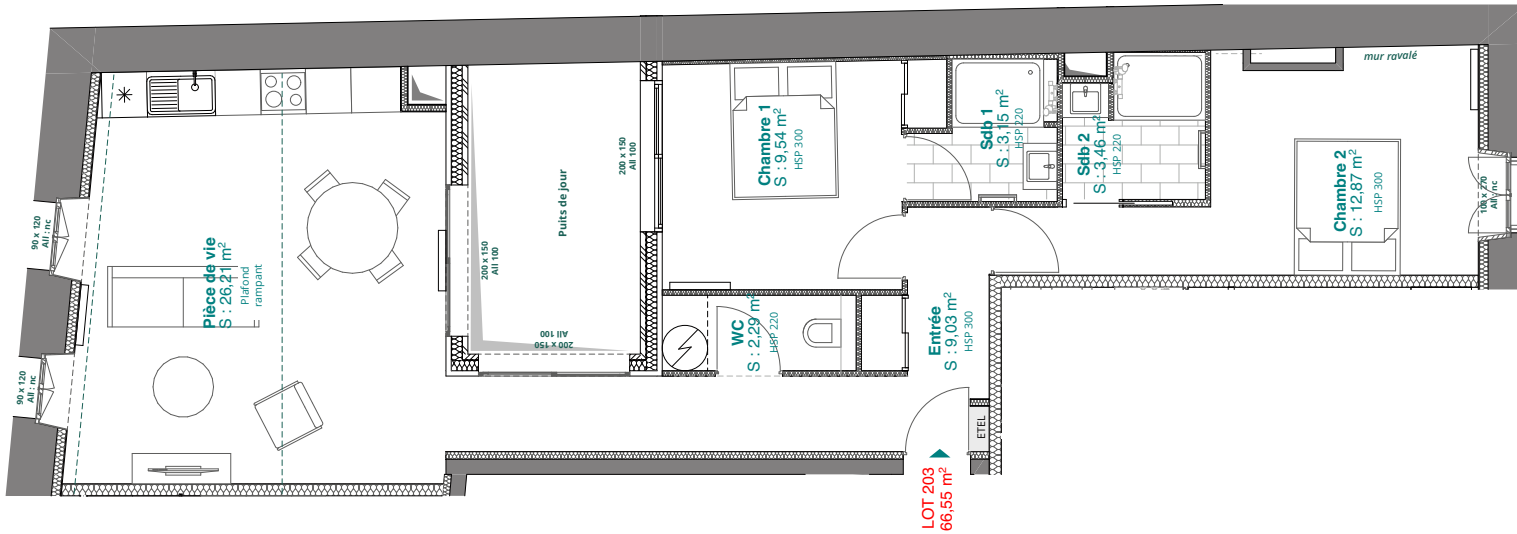 90 x 120
All : nc
90 x 120
All : nc
Pièce de vie
S : 26,21 m²
Plafond
rampant
200 x 150
All 100
Puits de jour
200 x 150
All 100
200 x 150
All 100
Chambre 1
S : 9,54 m²
HSP 300
WC
S : 2,29 m²
HSP 220
Entrée
S : 9,03 m²
HSP 300
ETEL
LOT 203
66,55 m²
Sdb 1
S : 3,15 m²
HSP 220
Sdb 2
S : 3,46 m²
HSP 220
Chambre 2
S : 12,87 m²
HSP 300
mur ravalé
100 x 270
All : nc